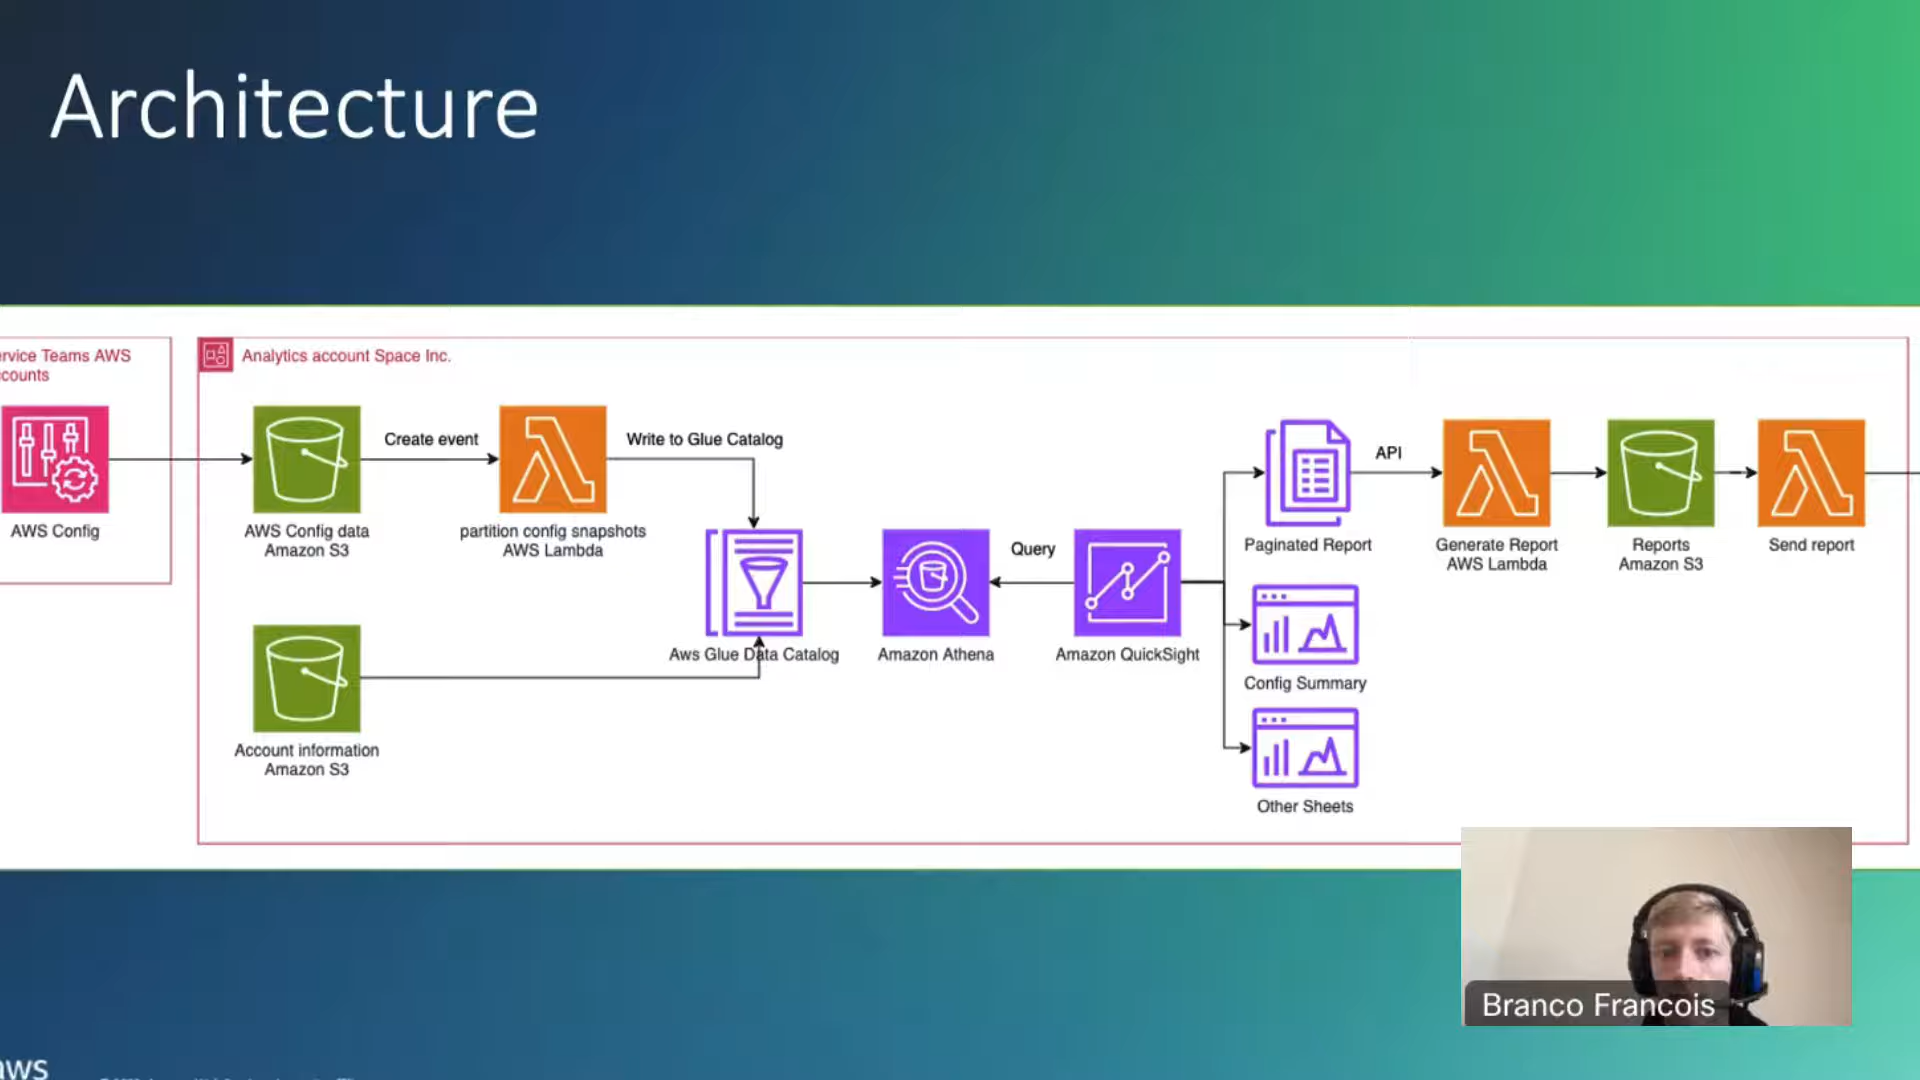 Architecture
rvice Teams AWS
counts
Analytics account Space Inc.
AWS Config
AWS Config data
Amazon S3
Create event
partition config snapshots
AWS Lambda
Write to Glue Catalog
Account information
Amazon S3
Aws Glue Data Catalog
Amazon Athena
Query
Amazon QuickSight
Paginated Report
API
Generate Report
AWS Lambda
Reports
Amazon S3
Send report
Config Summary
Other Sheets
Branco Francois
aws